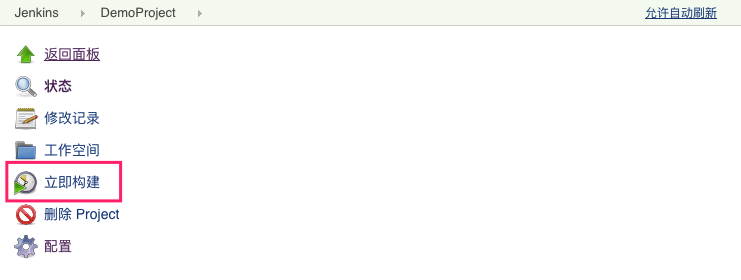 Jenkins DemoProject 允许自动刷新
返回面板
状态
修改记录
工作空间
立即构建
删除 Project
配置